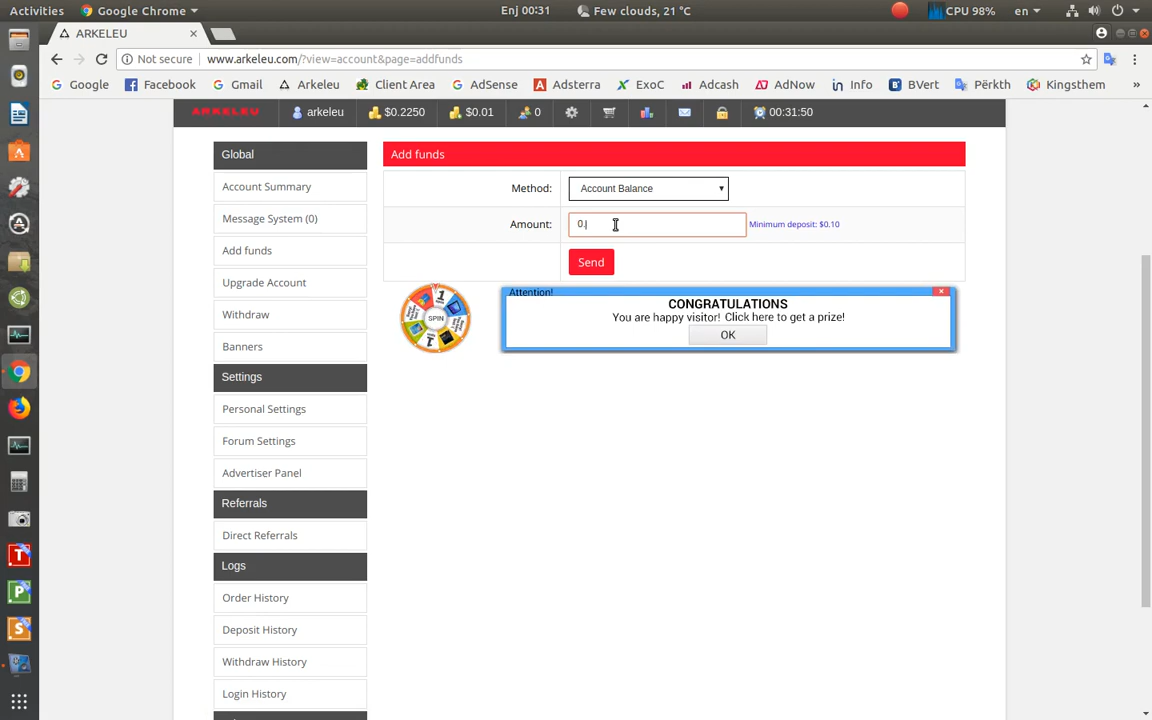 Activities Google Chrome Enj 00:31 Few clouds, 21 °C CPU 98% en
ARKELEU
Not secure www.arkeleu.com/?view=account&page=addfunds
Google Facebook Gmail Arkeleu Client Area AdSense Adsterra ExoC Adcash AdNow Info BVert Përkth Kingsthem »
ARKELEU arkeleu $0.2250 $0.01 0 00:31:50
Global
Account Summary
Message System (0)
Add funds
Upgrade Account
Withdraw
Banners
Settings
Personal Settings
Forum Settings
Advertiser Panel
Referrals
Direct Referrals
Logs
Order History
Deposit History
Withdraw History
Login History
Add funds
Method: Account Balance
Amount: 0. Minimum deposit: $0.10
Send
SPIN
Attention!
CONGRATULATIONS
You are happy visitor! Click here to get a prize!
OK